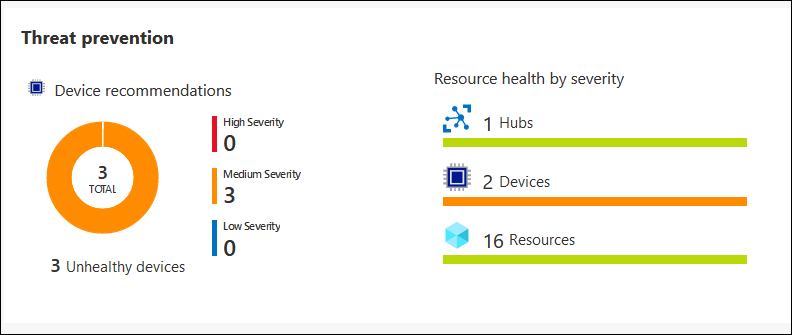 Threat prevention
Device recommendations
3
TOTAL
High Severity
0
Medium Severity
3
Low Severity
0
3 Unhealthy devices
Resource health by severity
1 Hubs
2 Devices
16 Resources